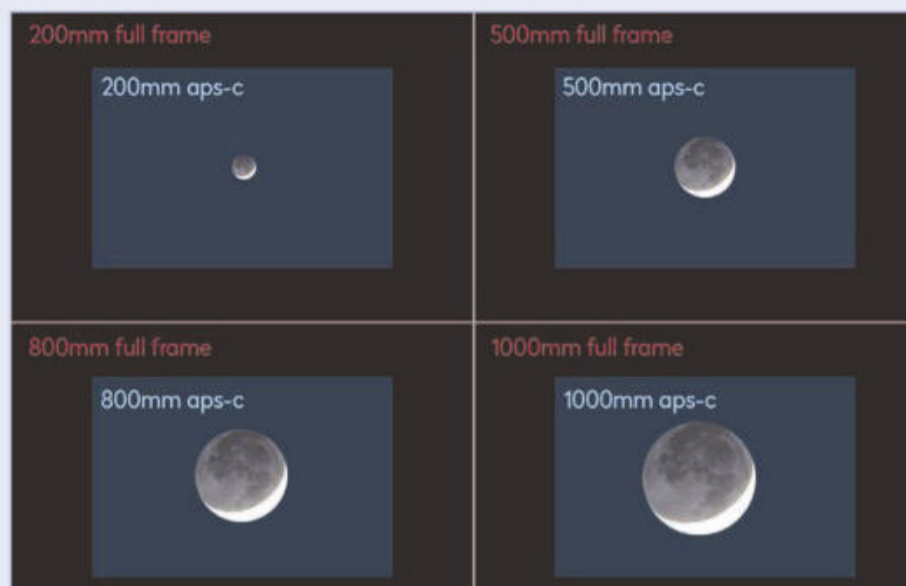 200mm full frame
500mm full frame
200mm aps-c
500mm aps-c
800mm full frame
1000mm full frame
800mm aps-c
1000mm aps-c